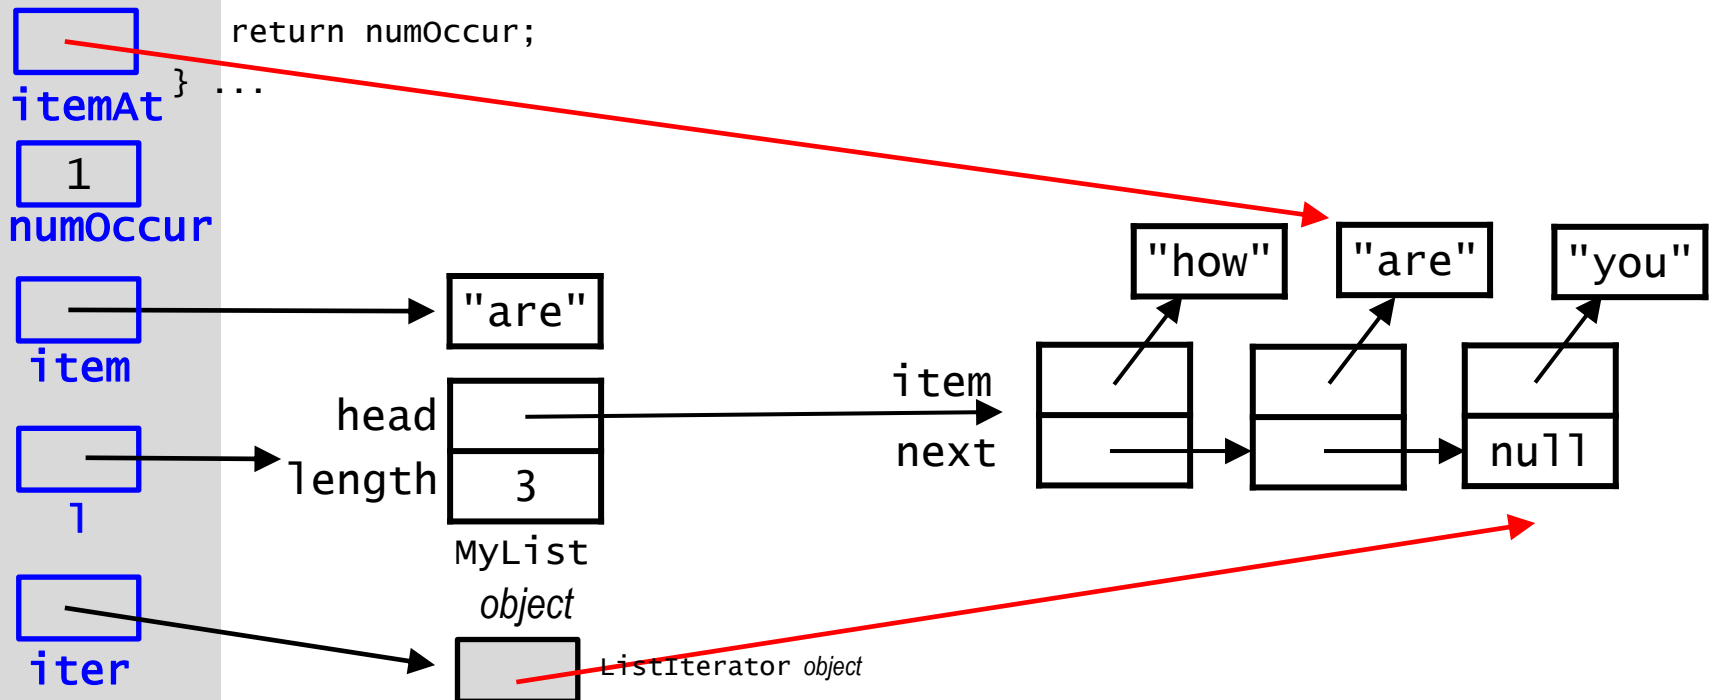 return numOccur;
} ...
itemAt
1
numOccur
"how" "are" "you"
"are"
item
item
head
next
null
length
3
l
MyList
object
iter
ListIterator object